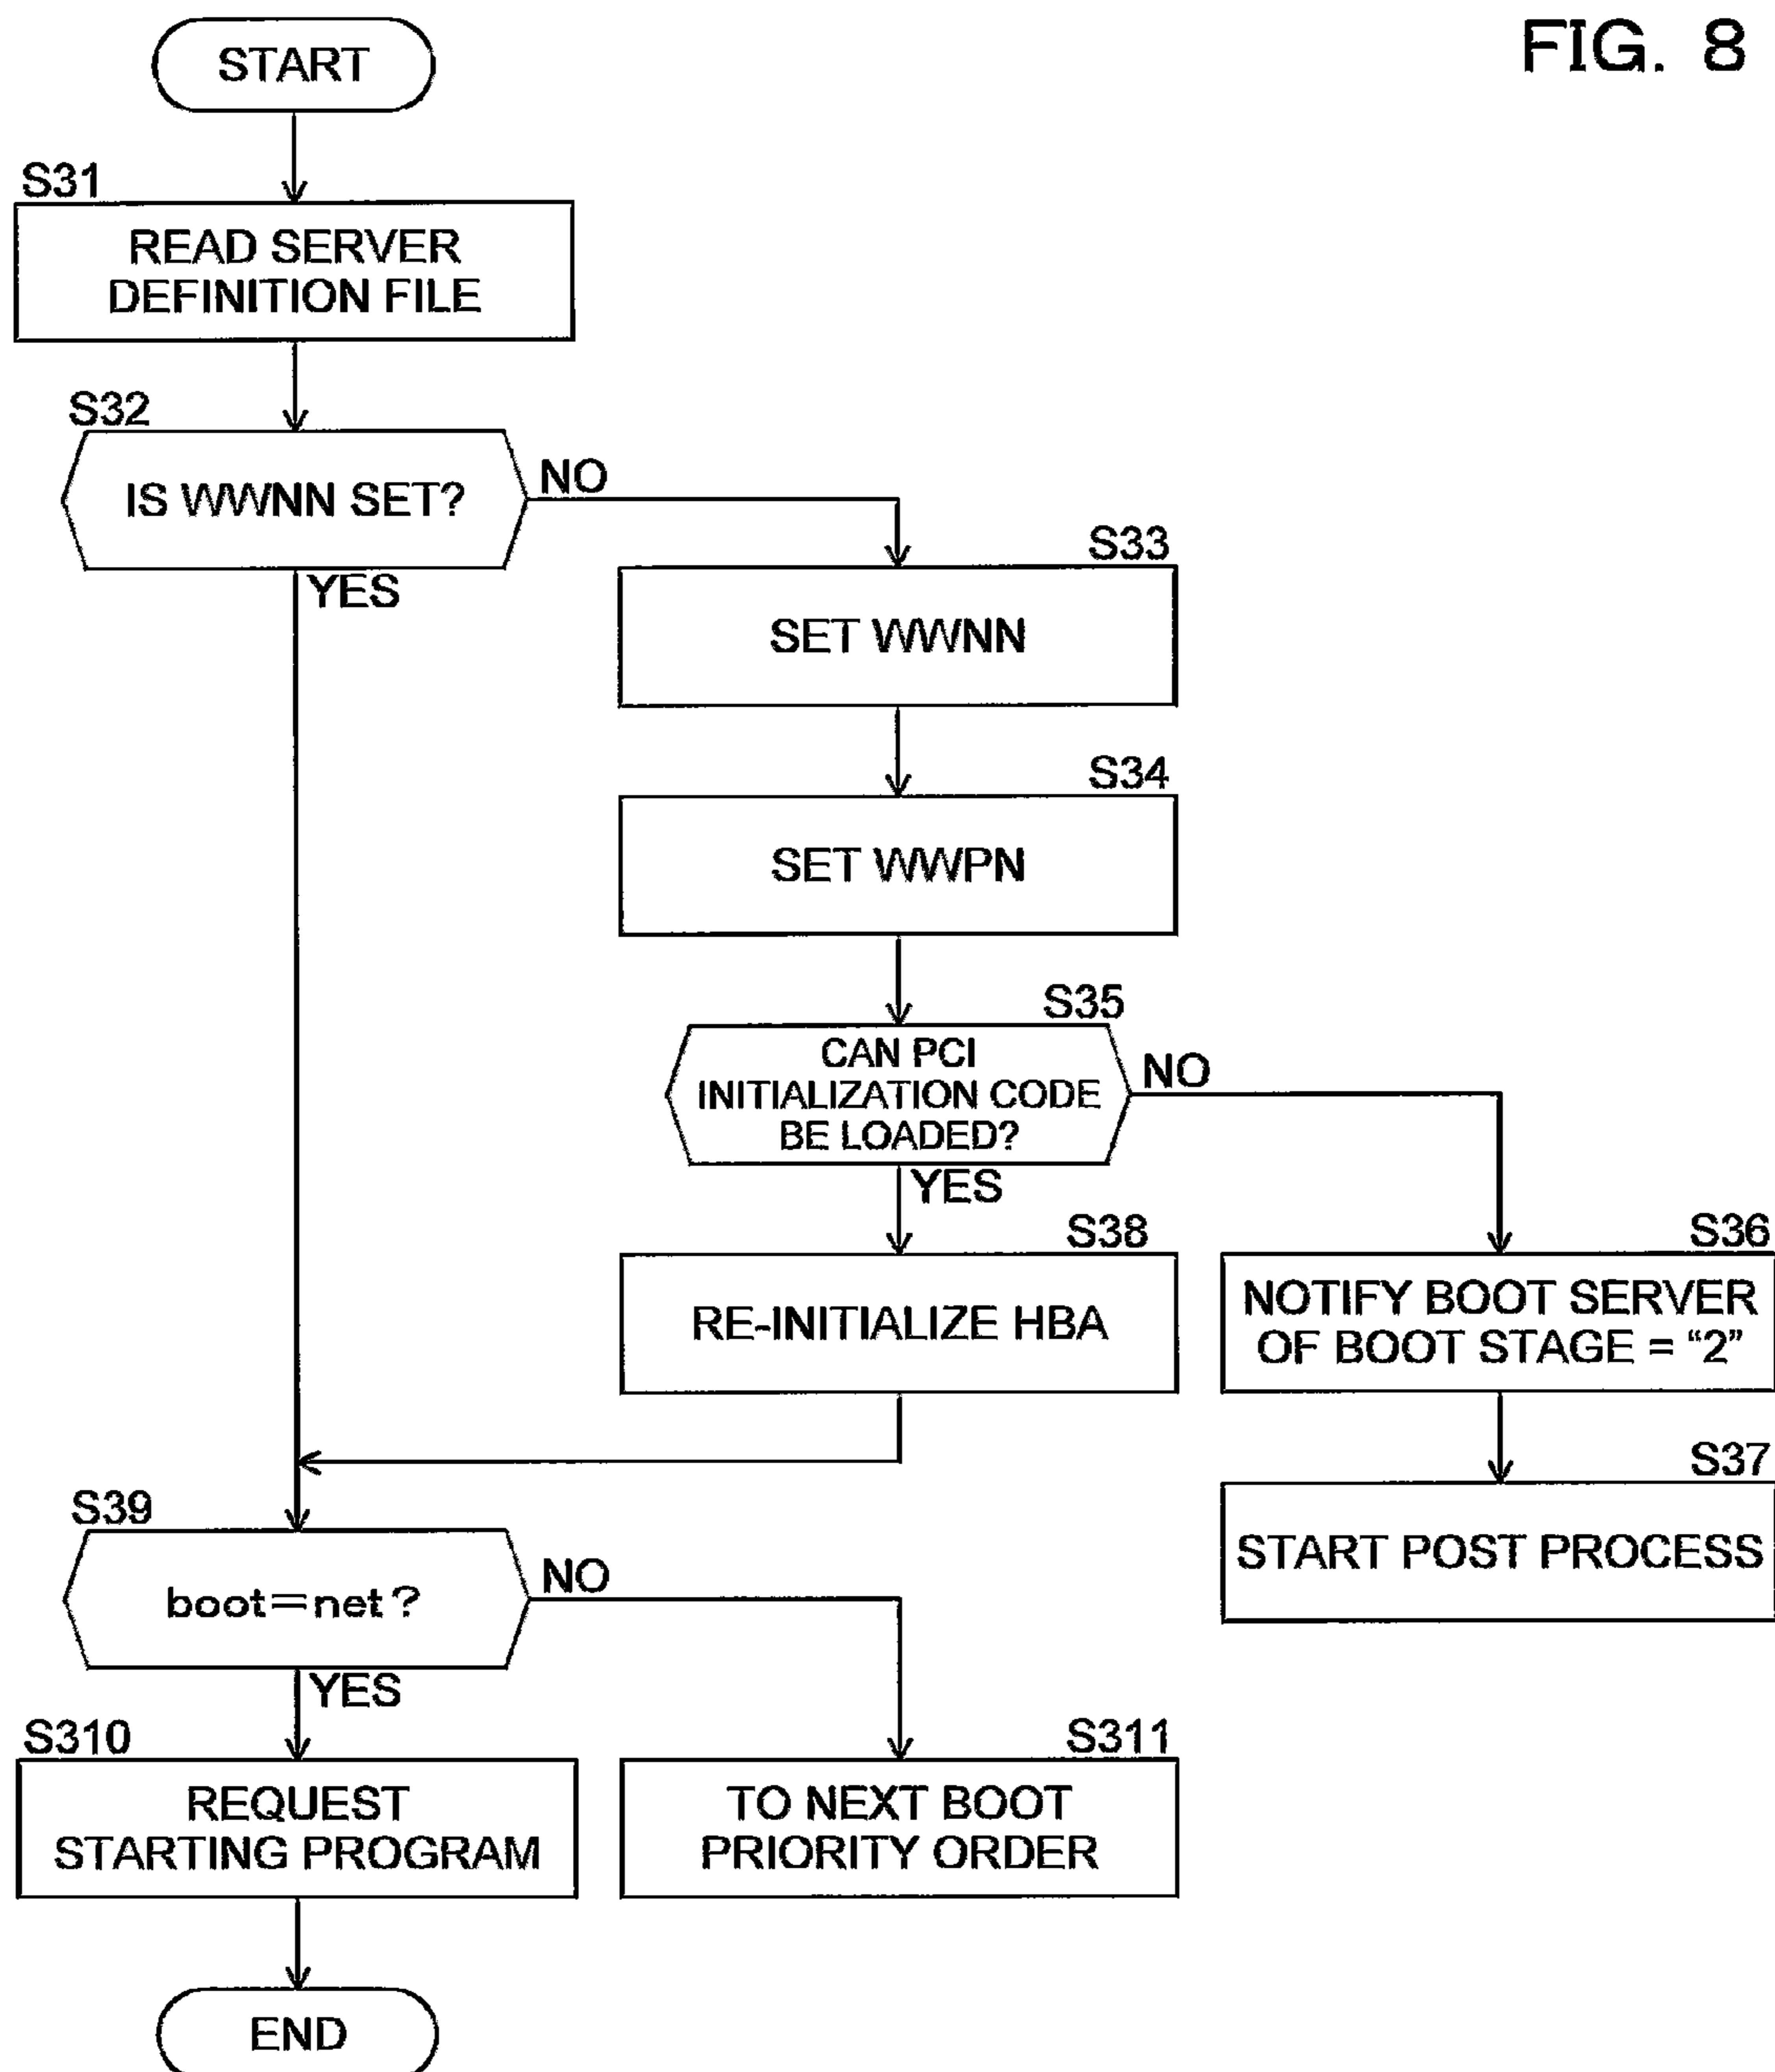 FIG. 8
START
S31
READ SERVER
DEFINITION FILE
S32
IS WWNN SET?
NO
YES
S33
SET WWNN
S34
SET WWPN
S35
CAN PCI
INITIALIZATION CODE
BE LOADED?
NO
YES
S38
RE-INITIALIZE HBA
S36
NOTIFY BOOT SERVER
OF BOOT STAGE = “2”
S37
START POST PROCESS
S39
boot=net?
NO
YES
S310
REQUEST
STARTING PROGRAM
S311
TO NEXT BOOT
PRIORITY ORDER
END